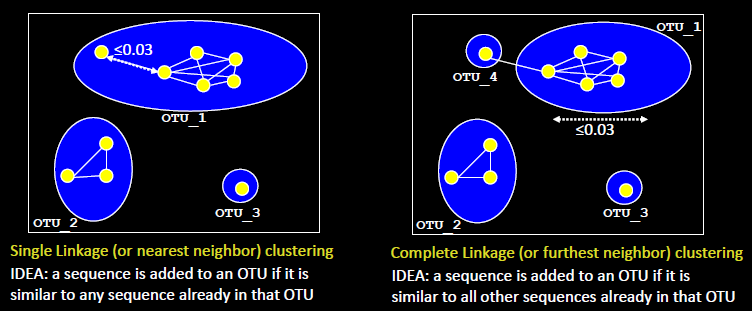 ≤0.03
OTU_1
OTU_2
OTU_3
Single Linkage (or nearest neighbor) clustering
IDEA: a sequence is added to an OTU if it is
similar to any sequence already in that OTU
OTU_1
OTU_4
≤0.03
OTU_3
OTU_2
Complete Linkage (or furthest neighbor) clustering
IDEA: a sequence is added to an OTU if it is
similar to all other sequences already in that OTU